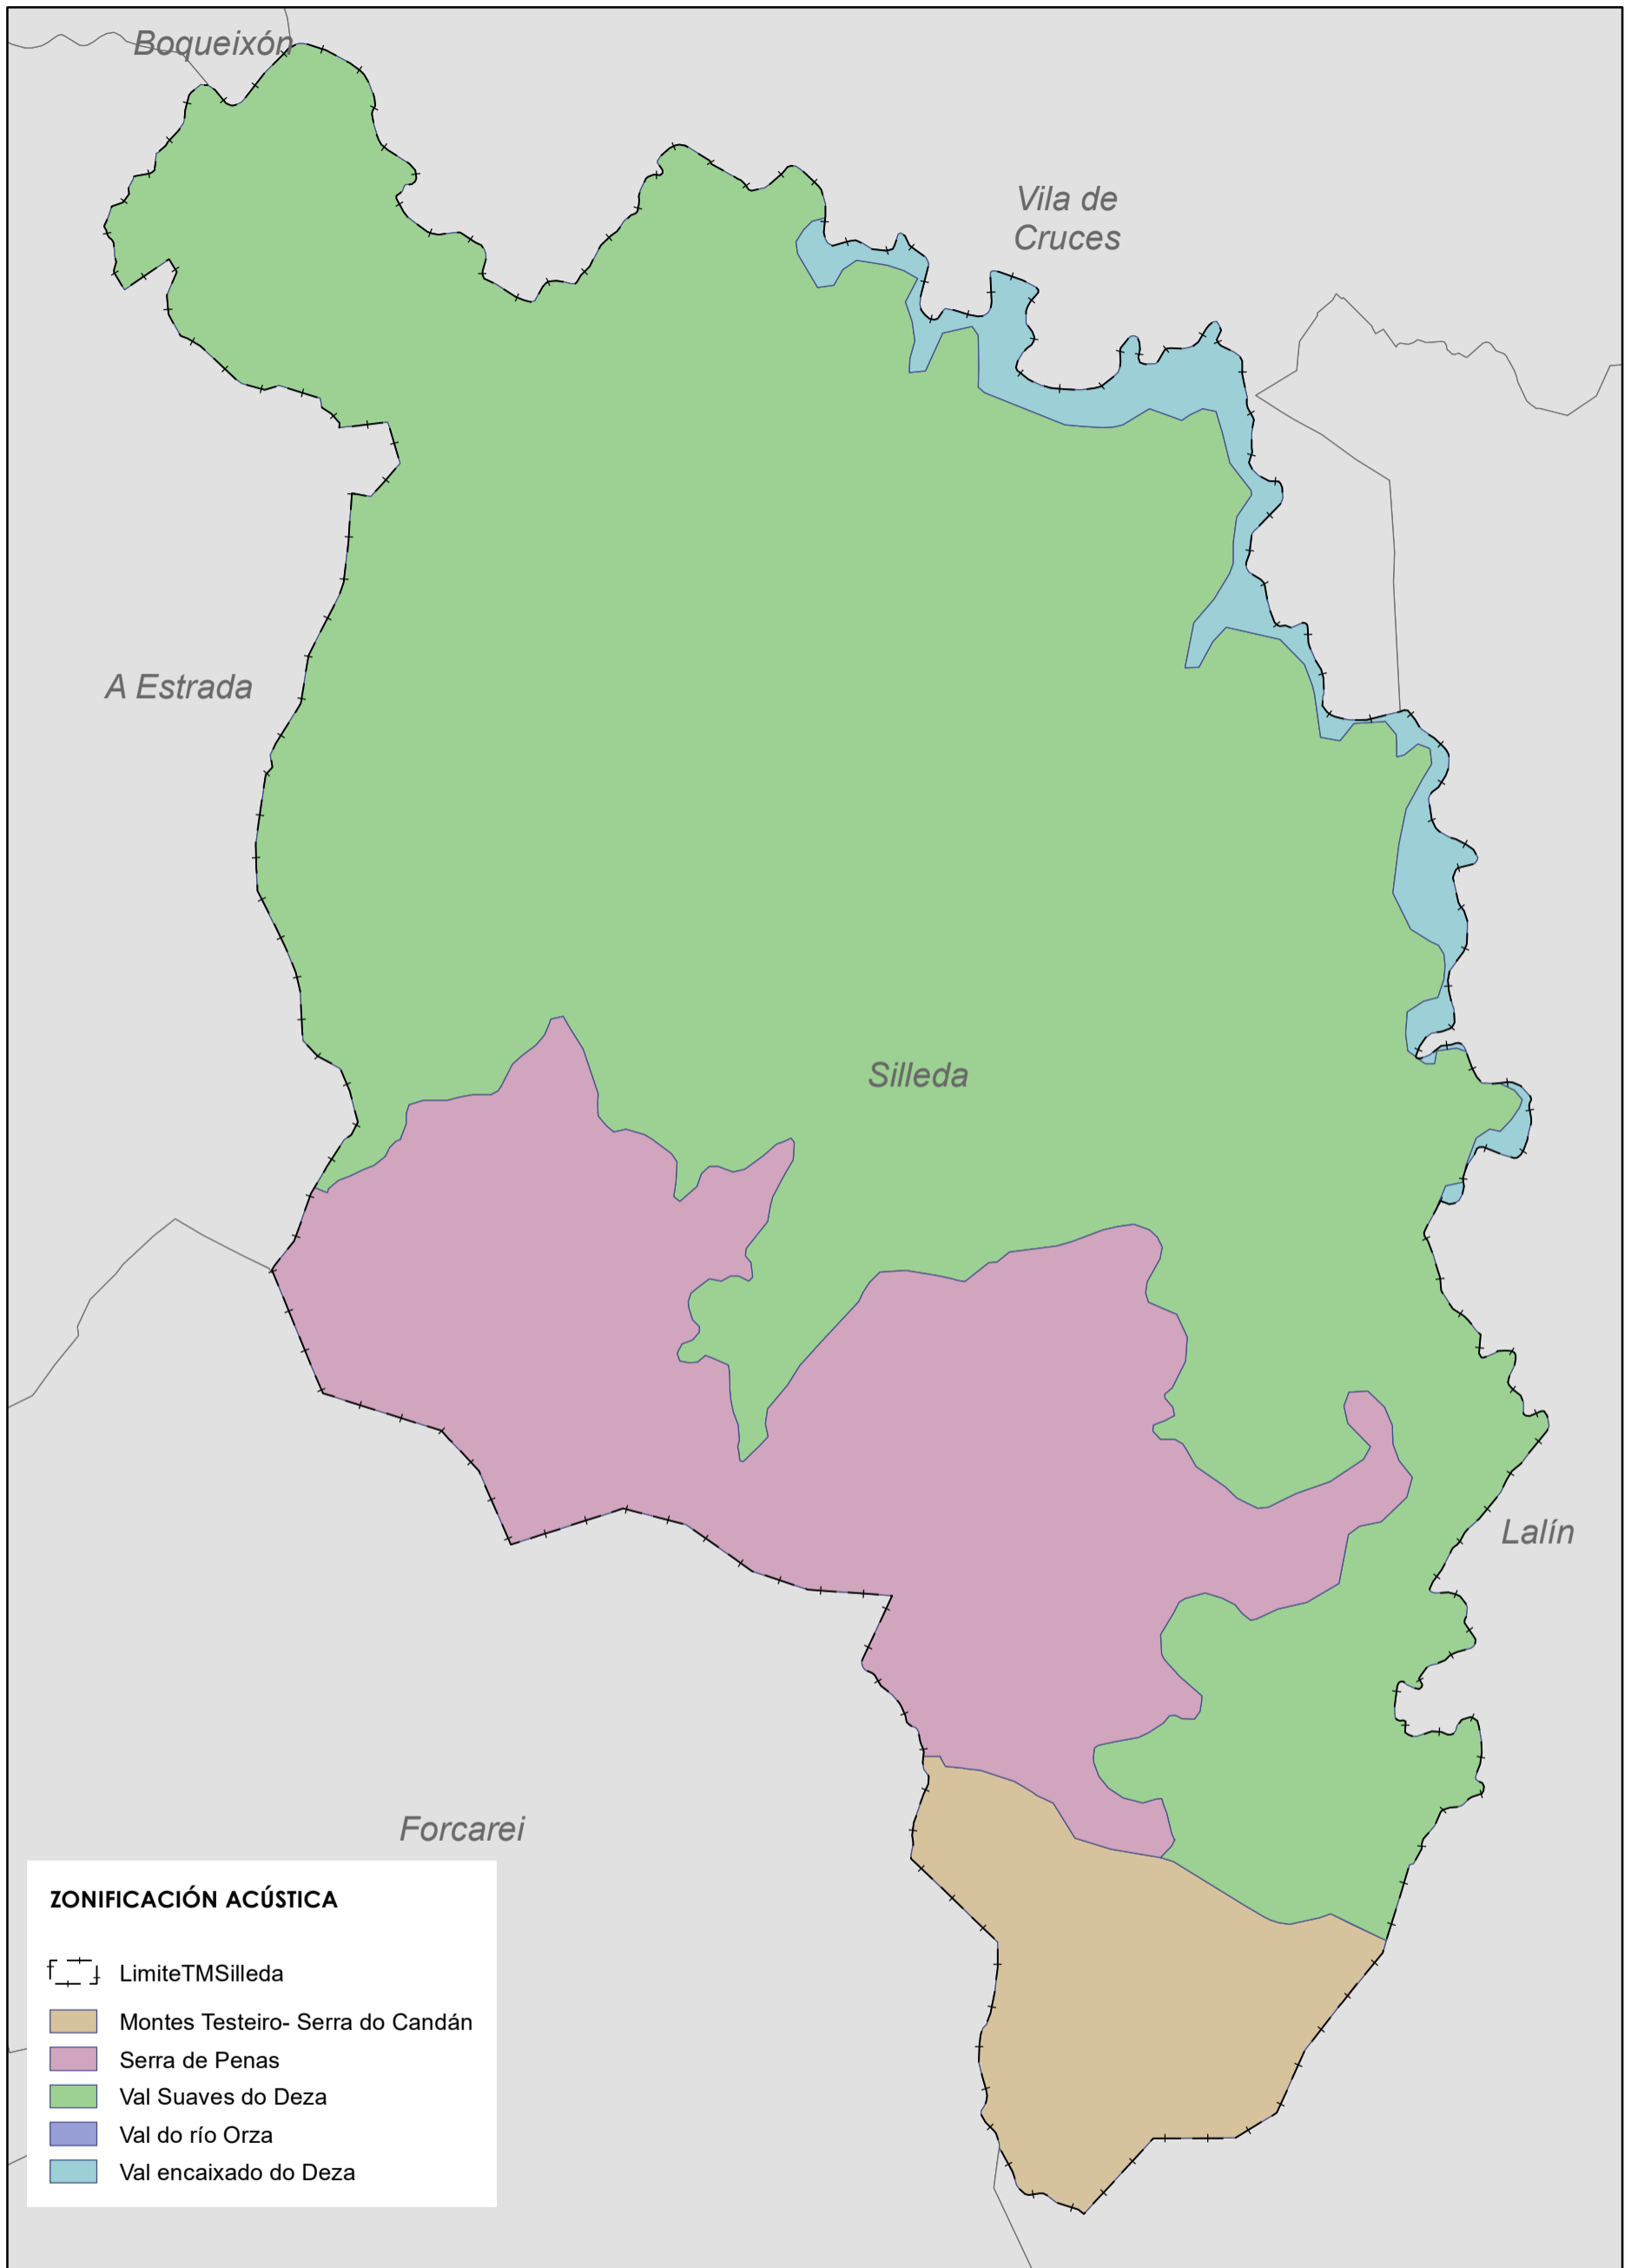 Boqueixón
Vila de
Cruces
A Estrada
Silleda
Lalín
Forcarei
ZONIFICACIÓN ACÚSTICA
LimiteTMSilleda
Montes Testeiro- Serra do Candán
Serra de Penas
Val Suaves do Deza
Val do río Orza
Val encaixado do Deza